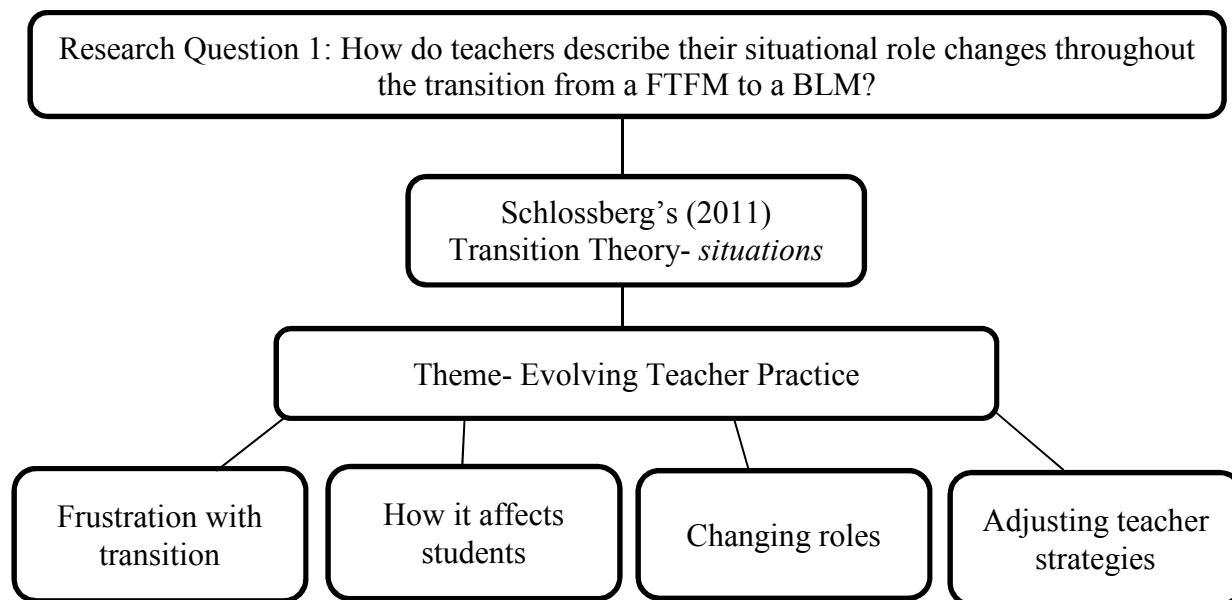 Research Question 1: How do teachers describe their situational role changes throughout
the transition from a FTFM to a BLM?
Schlossberg’s (2011)
Transition Theory- situations
Theme- Evolving Teacher Practice
Frustration with
transition
How it affects
students
Changing roles
Adjusting teacher
strategies